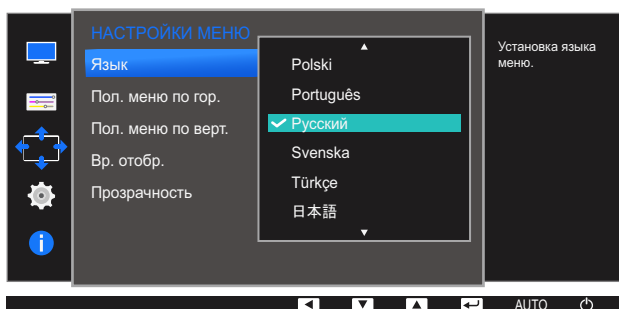 НАСТРОЙКИ МЕНЮ
Язык
Пол. меню по гор.
Пол. меню по верт.
Вр. отобр.
Прозрачность
Polski
Português
Русский
Svenska
Türkçe
日本語
Установка языка
меню.
AUTO